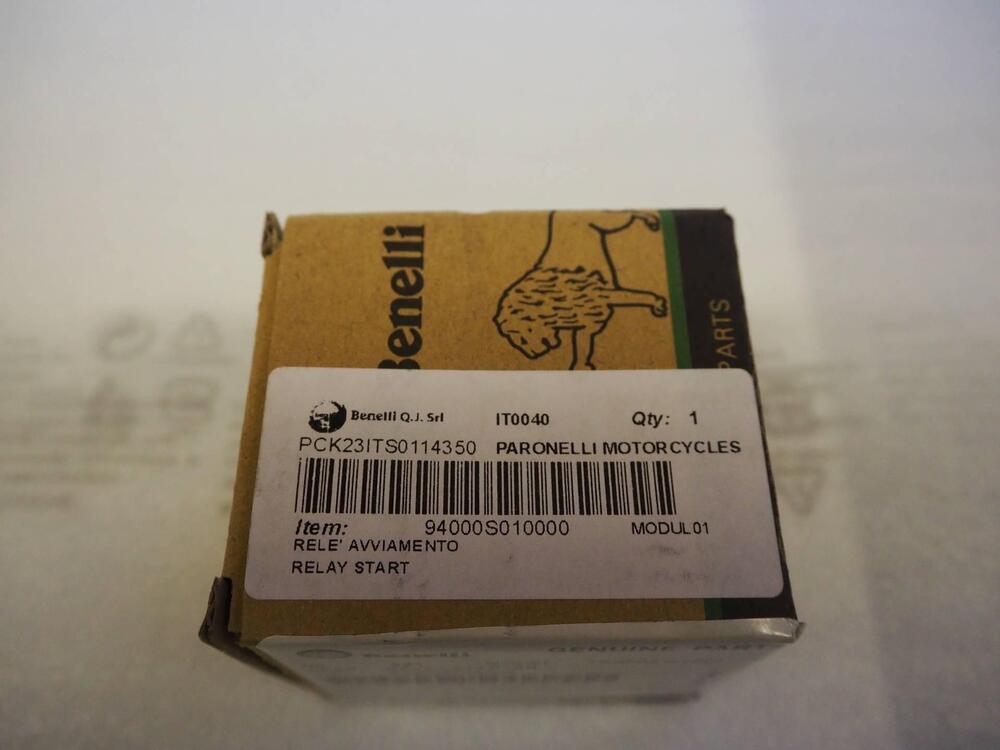 Benelli
PARTS
Benelli Q.J. Srl IT0040 Qty: 1
PCK23ITS0114350 PARONELLI MOTORCYCLES
Item: 94000S010000 MODUL01
RELE' AVVIAMENTO
RELAY START
Benelli GENUINE PART